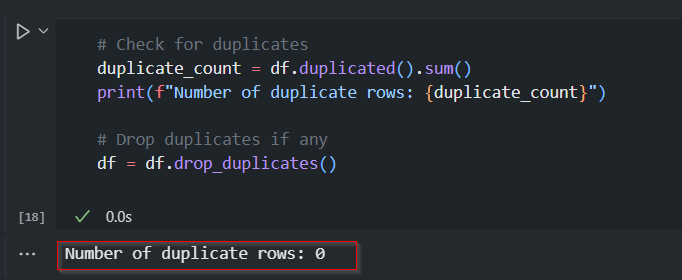 # Check for duplicates
duplicate_count = df.duplicated().sum()
print(f"Number of duplicate rows: {duplicate_count}")
# Drop duplicates if any
df = df.drop_duplicates()
[18]
0.0s
Number of duplicate rows: 0